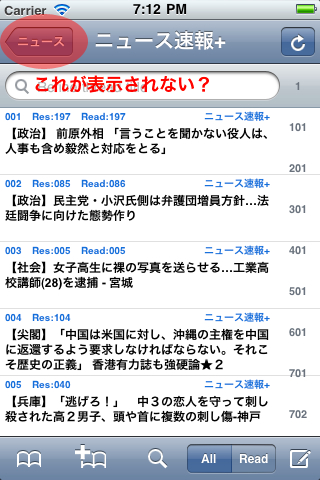 Carrier 7:12 PM
ニュース ニュース速報+
これが表示されない？
1
001 Res:197 Read:197 ニュース速報+
【政治】 前原外相 「言うことを聞かない役人は、
人事も含め毅然と対応をとる」
101
201
002 Res:085 Read:086 ニュース速報+
【政治】民主党・小沢氏側は弁護団増員方針…法
廷闘争に向けた態勢作り
301
003 Res:005 Read:005 ニュース速報+
【社会】女子高生に裸の写真を送らせる…工業高
校講師(28)を逮捕 - 宮城
401
501
004 Res:104 ニュース速報+
【尖閣】「中国は米国に対し、沖縄の主権を中国
に返還するよう要求しなければならない。それこ
そ歴史の正義」 香港有力誌も強硬論★２
601
701
005 Res:040 ニュース速報+
【兵庫】「逃げろ！」　中３の恋人を守って刺し
殺された高２男子、頭や首に複数の刺し傷-神戸
702
All Read